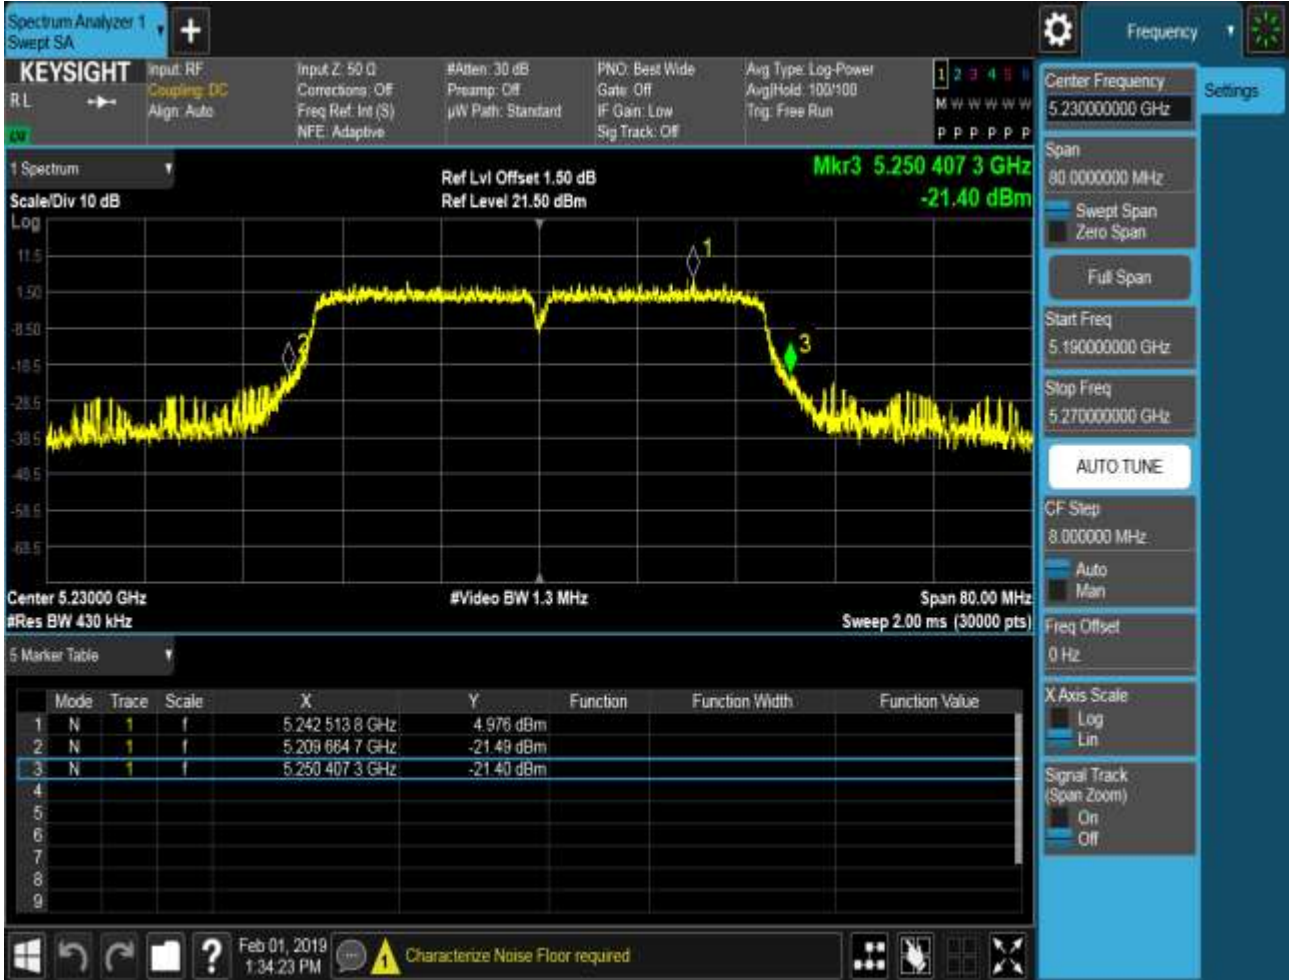 Spectrum Analyzer 1
Swept SA
Frequency
KEYSIGHT
R L
Input: RF
Coupling: DC
Align: Auto
Input Z: 50 Ω
Corrections: Off
Freq Ref: Int (S)
NFE: Adaptive
#Atten: 30 dB
Preamp: Off
µW Path: Standard
PNO: Best Wide
Gate: Off
IF Gain: Low
Sig Track: Off
Avg Type: Log-Power
Avg|Hold: 100/100
Trig: Free Run
1 2 3 4 5 6
M W W W W W
P P P P P P
1 Spectrum
Scale/Div 10 dB
Log
Ref Lvl Offset 1.50 dB
Ref Level 21.50 dBm
Mkr3 5.250 407 3 GHz
-21.40 dBm
11.5
1.50
-8.50
-18.5
-28.5
-38.5
-48.5
-58.5
-68.5
1
2
3
Center 5.23000 GHz
#Res BW 430 kHz
#Video BW 1.3 MHz
Span 80.00 MHz
Sweep 2.00 ms (30000 pts)
5 Marker Table
Mode Trace Scale X Y Function Function Width Function Value
1 N 1 f 5.242 513 8 GHz 4.976 dBm
2 N 1 f 5.209 664 7 GHz -21.49 dBm
3 N 1 f 5.250 407 3 GHz -21.40 dBm
4
5
6
7
8
9
Feb 01, 2019
1:34:23 PM
1
Characterize Noise Floor required
Settings
Center Frequency
5.230000000 GHz
Span
80.0000000 MHz
Swept Span
Zero Span
Full Span
Start Freq
5.190000000 GHz
Stop Freq
5.270000000 GHz
AUTO TUNE
CF Step
8.000000 MHz
Auto
Man
Freq Offset
0 Hz
X Axis Scale
Log
Lin
Signal Track
(Span Zoom)
On
Off